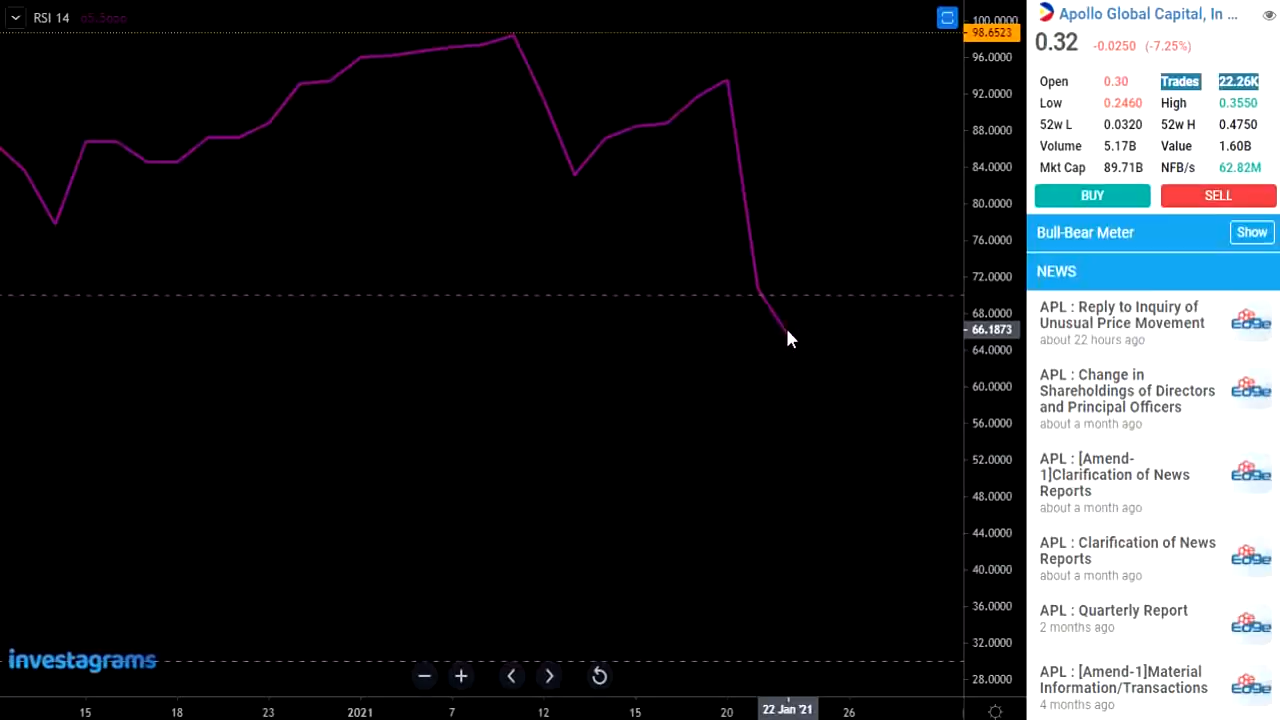 RSI 14
100.0000
98.6523
96.0000
92.0000
88.0000
84.0000
80.0000
76.0000
72.0000
68.0000
66.1873
64.0000
60.0000
56.0000
52.0000
48.0000
44.0000
40.0000
36.0000
32.0000
28.0000
investagrams
15 18 23 2021 7 12 15 20 22 Jan '21 26
Apollo Global Capital, In ...
0.32 -0.0250 (-7.25%)
Open 0.30 Trades 22.26K
Low 0.2460 High 0.3550
52w L 0.0320 52w H 0.4750
Volume 5.17B Value 1.60B
Mkt Cap 89.71B NFB/s 62.82M
BUY SELL
Bull-Bear Meter Show
NEWS
APL : Reply to Inquiry of
Unusual Price Movement
about 22 hours ago
APL : Change in
Shareholdings of Directors
and Principal Officers
about a month ago
APL : [Amend-
1]Clarification of News
Reports
about a month ago
APL : Clarification of News
Reports
about a month ago
APL : Quarterly Report
2 months ago
APL : [Amend-1]Material
Information/Transactions
4 months ago